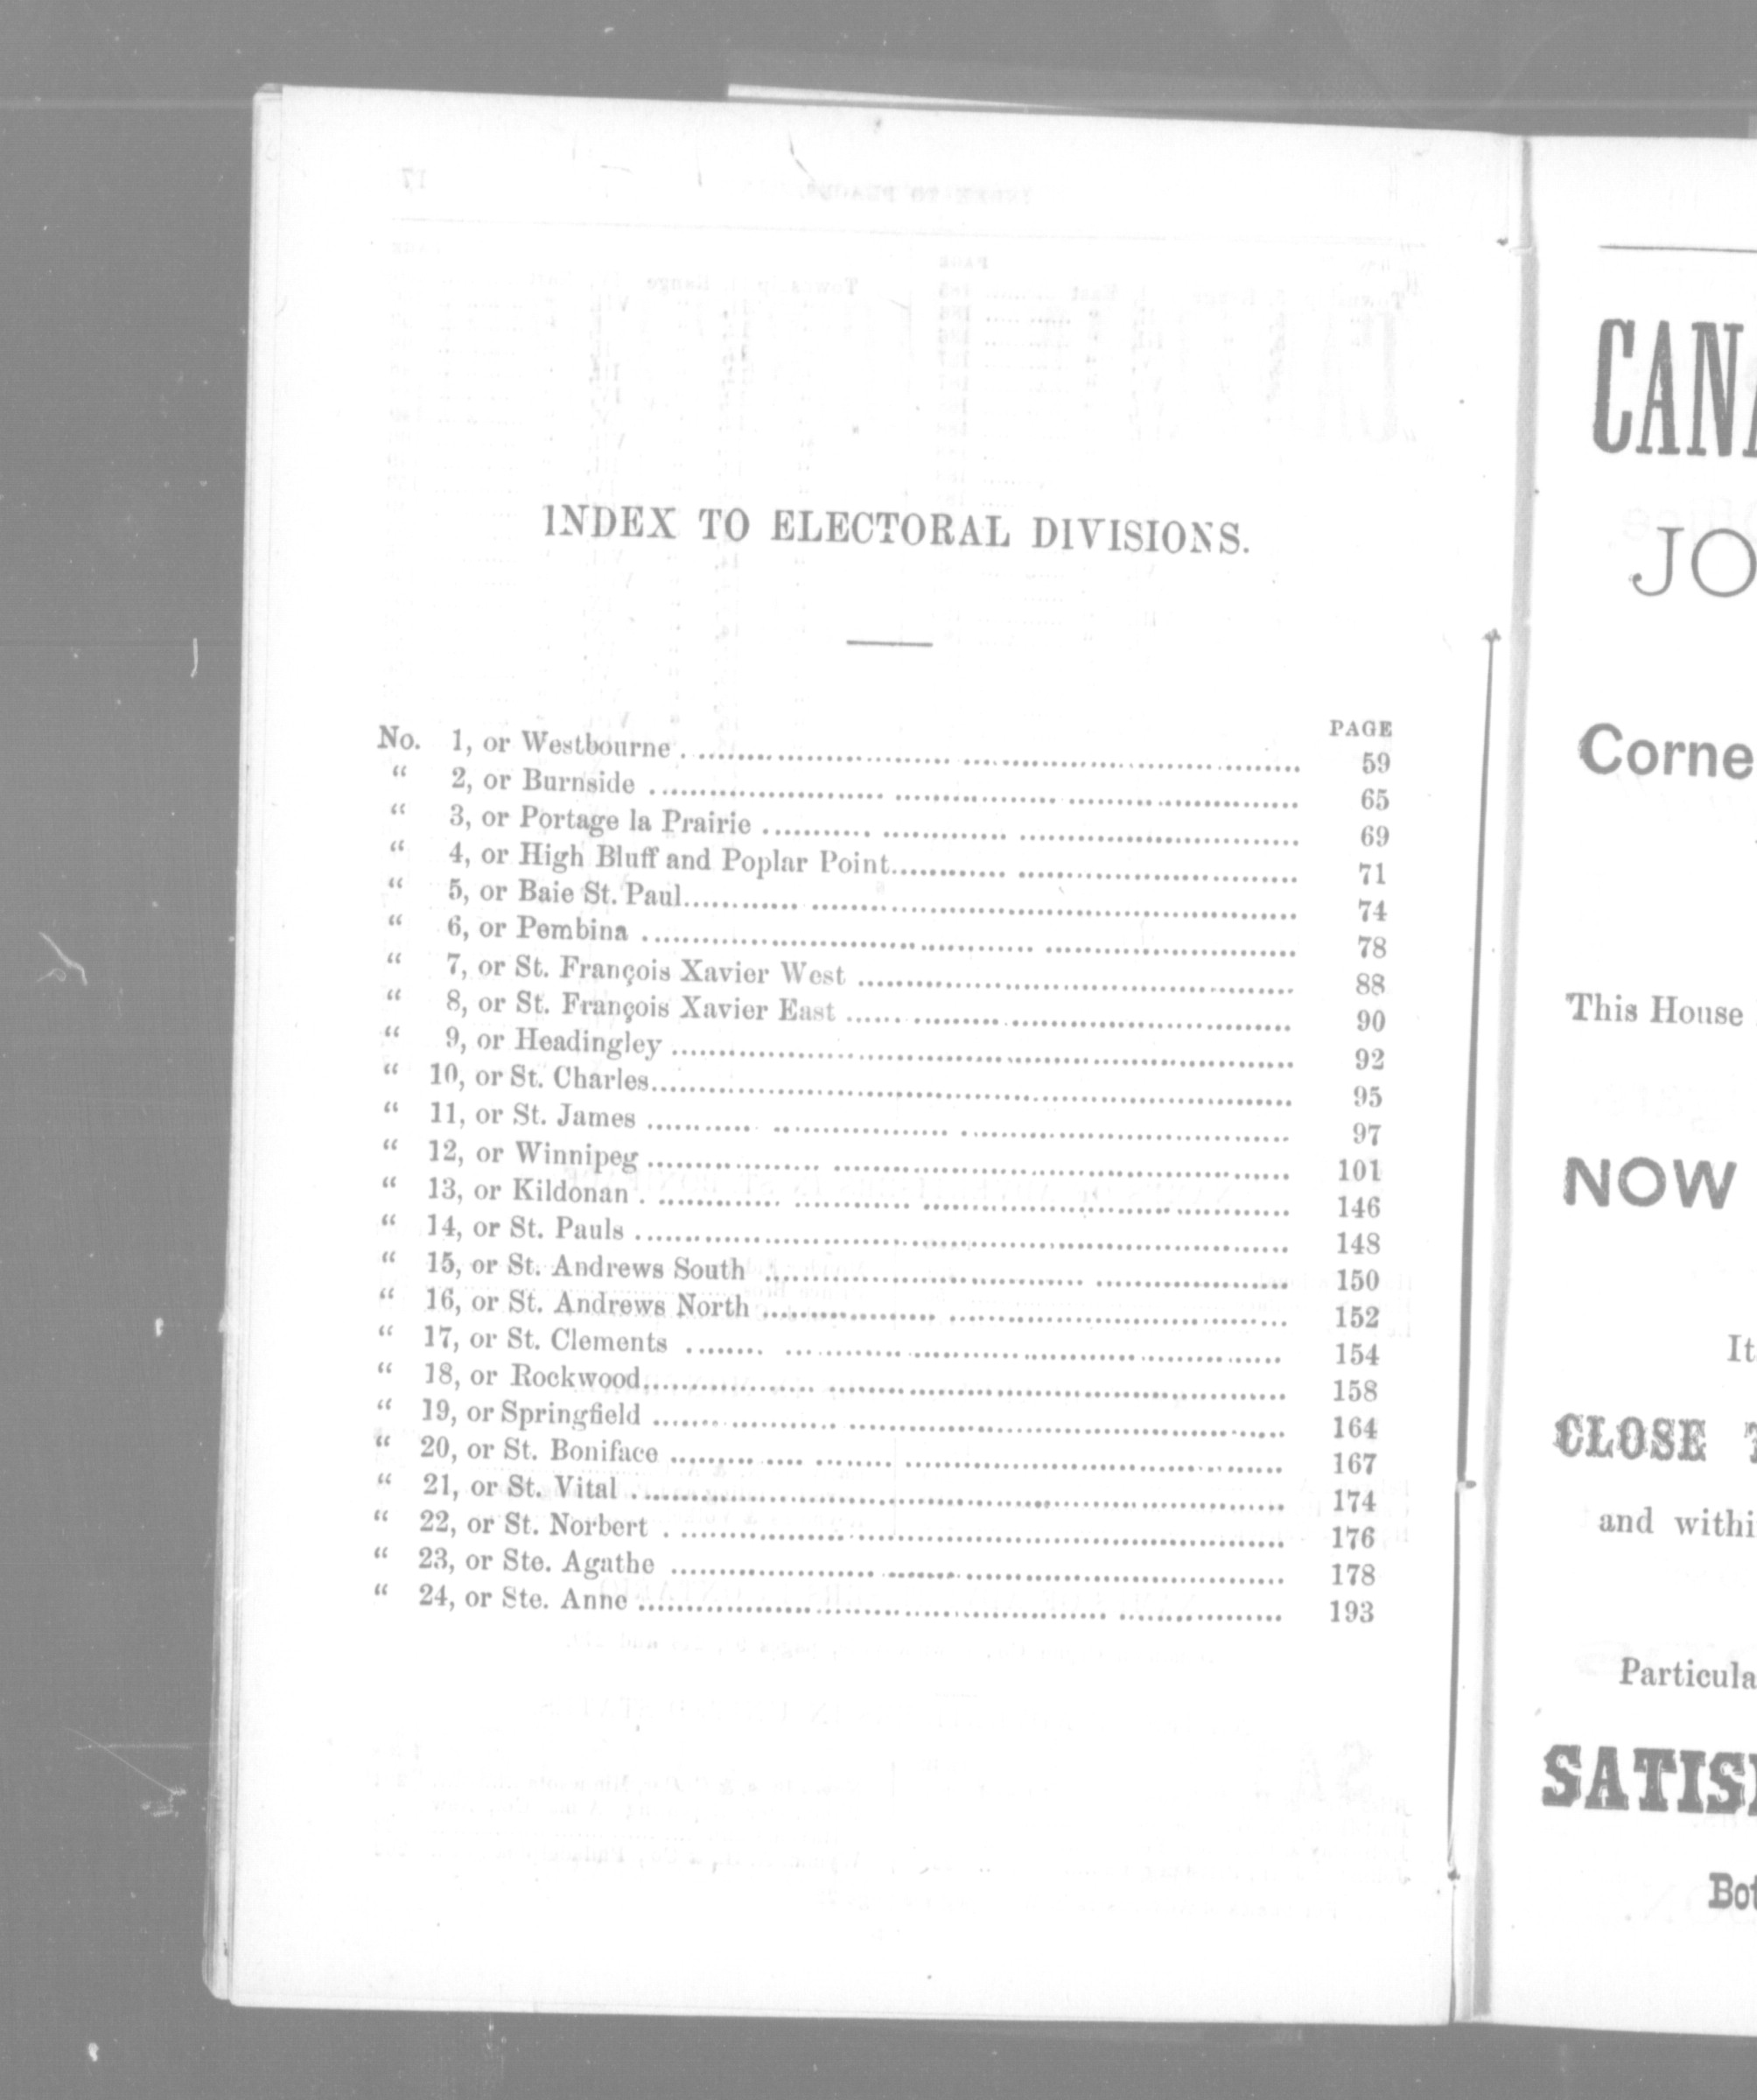 INDEX TO ELECTORAL DIVISIONS.
PAGE
No. 1, or Westbourne . .......... 59
“ 2, or Burnside .......... 65
“ 3, or Portage la Prairie .......... 69
“ 4, or High Bluff and Poplar Point.......... 71
“ 5, or Baie St. Paul.......... 74
“ 6, or Pembina .......... 78
“ 7, or St. François Xavier West .......... 88
“ 8, or St. François Xavier East .......... 90
“ 9, or Headingley .......... 92
“ 10, or St. Charles.......... 95
“ 11, or St. James .......... 97
“ 12, or Winnipeg .......... 101
“ 13, or Kildonan . .......... 146
“ 14, or St. Pauls .......... 148
“ 15, or St. Andrews South .......... 150
“ 16, or St. Andrews North .......... 152
“ 17, or St. Clements .......... 154
“ 18, or Rockwood.......... 158
“ 19, or Springfield .......... 164
“ 20, or St. Boniface .......... 167
“ 21, or St. Vital .......... 174
“ 22, or St. Norbert . .......... 176
“ 23, or Ste. Agathe .......... 178
“ 24, or Ste. Anne .......... 193
CAN
JO
Corne
This House
NOW
It
CLOSE
and withi
Particula
SATIS
Bot